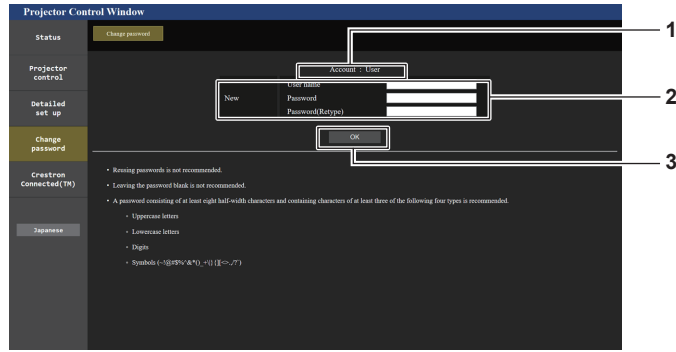 Projector Control Window
Status
Change password
1
Projector
control
Account : User
User name
New
Password
2
Password(Retype)
Detailed
set up
Change
password
OK
3
Crestron
Connected(TM)
• Reusing passwords is not recommended.
• Leaving the password blank is not recommended.
• A password consisting of at least eight half-width characters and containing characters of at least three of the following four types is recommended.
• Uppercase letters
• Lowercase letters
• Digits
Japanese